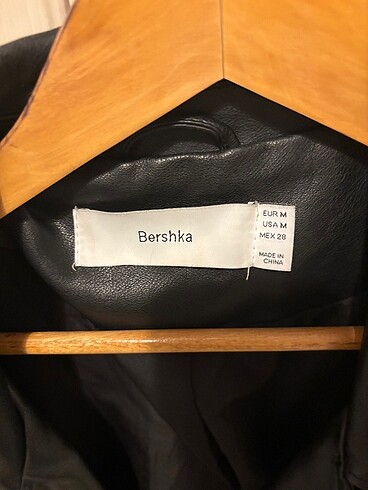 Bershka
EUR M
USA M
MEX 28
MADE IN
CHINA